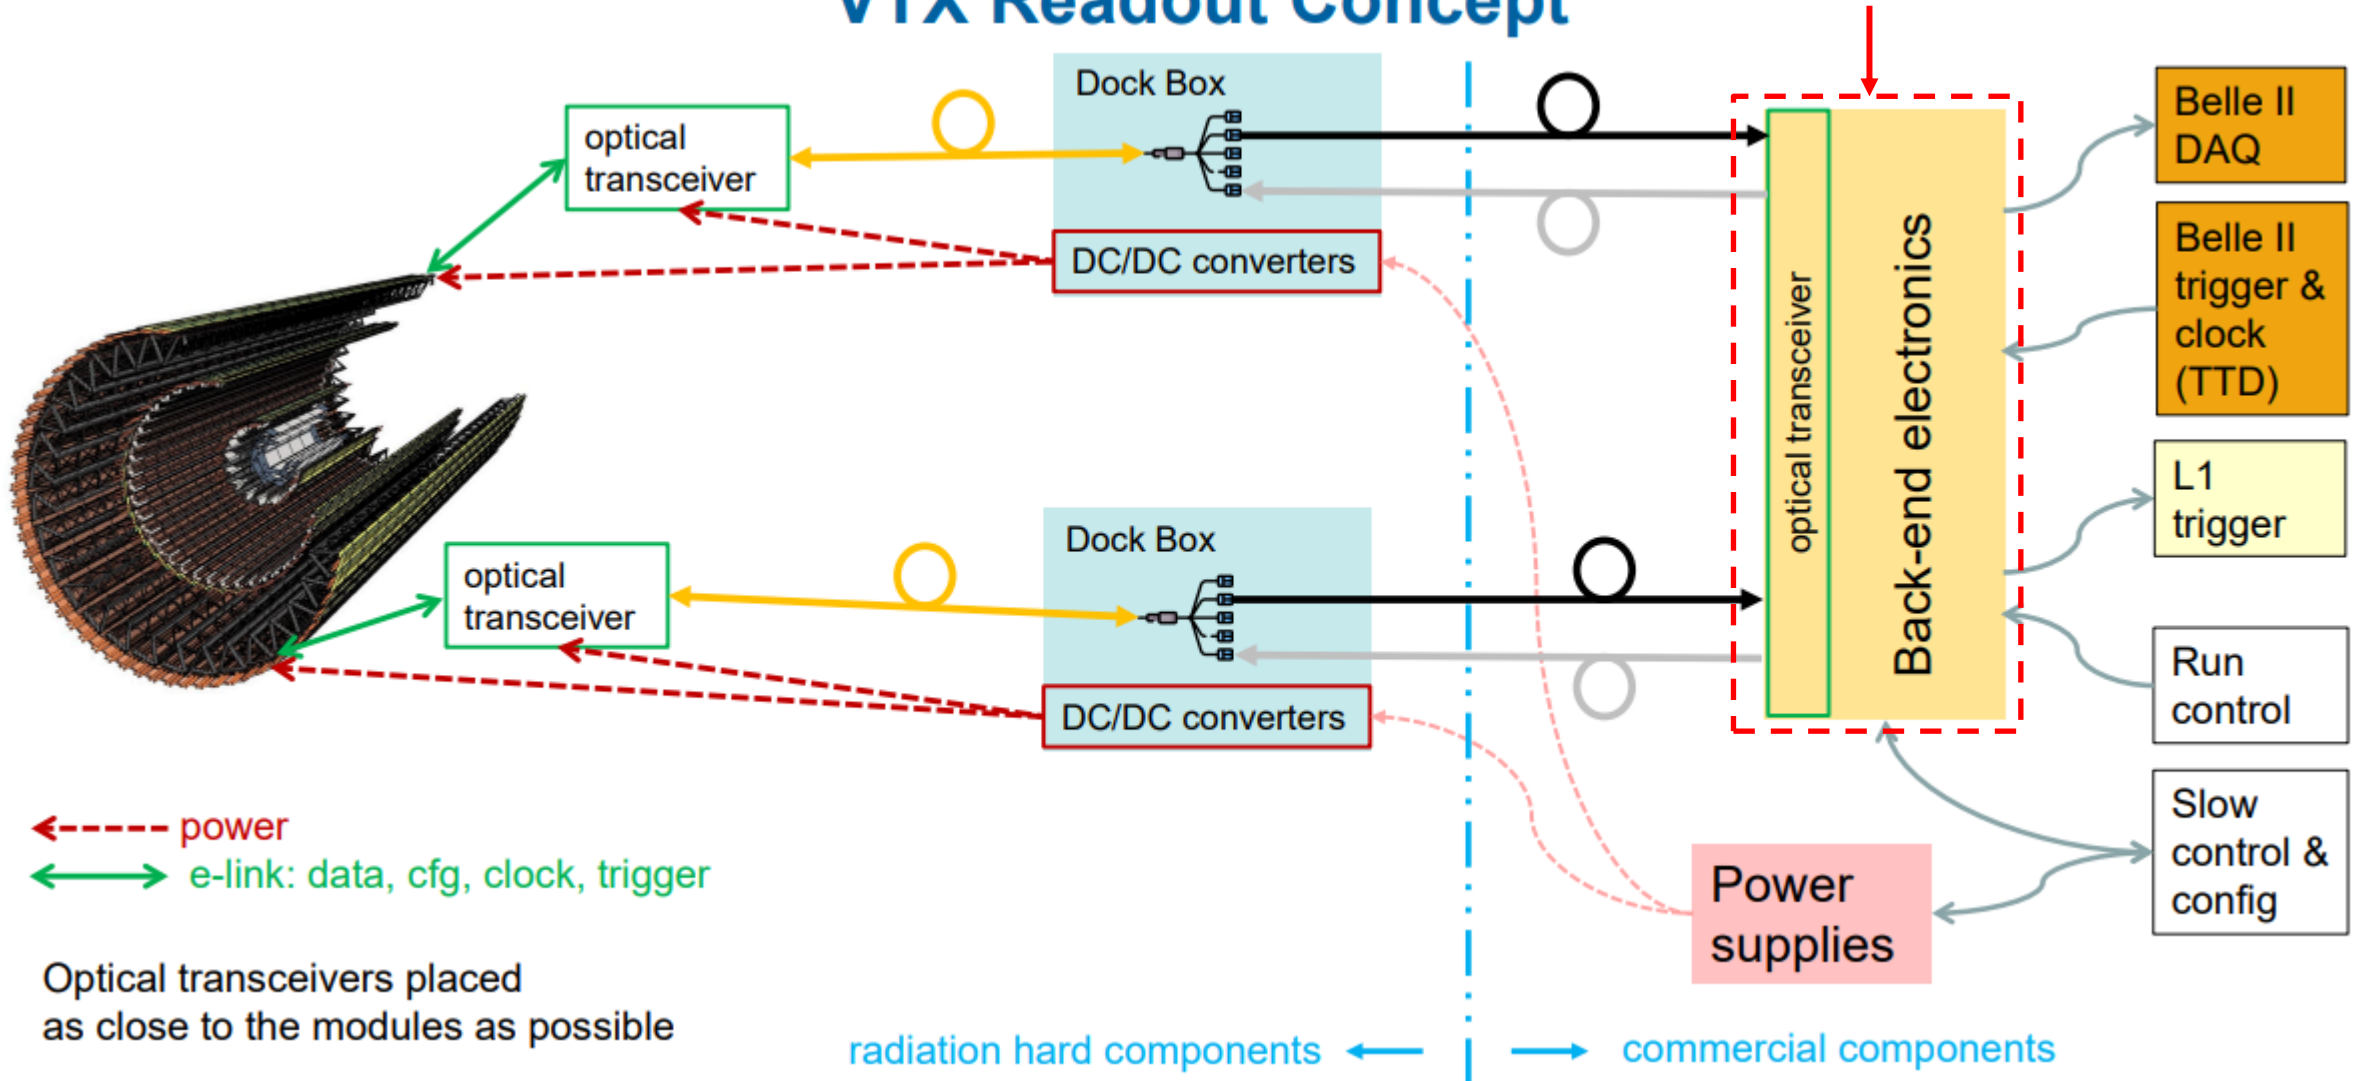 VTX Readout Concept
Dock Box
optical
transceiver
DC/DC converters
optical transceiver
Back-end electronics
Belle II
DAQ
Belle II
trigger &
clock
(TTD)
L1
trigger
Run
control
Slow
control &
config
Dock Box
optical
transceiver
DC/DC converters
Power
supplies
power
e-link: data, cfg, clock, trigger
Optical transceivers placed
as close to the modules as possible
radiation hard components
commercial components